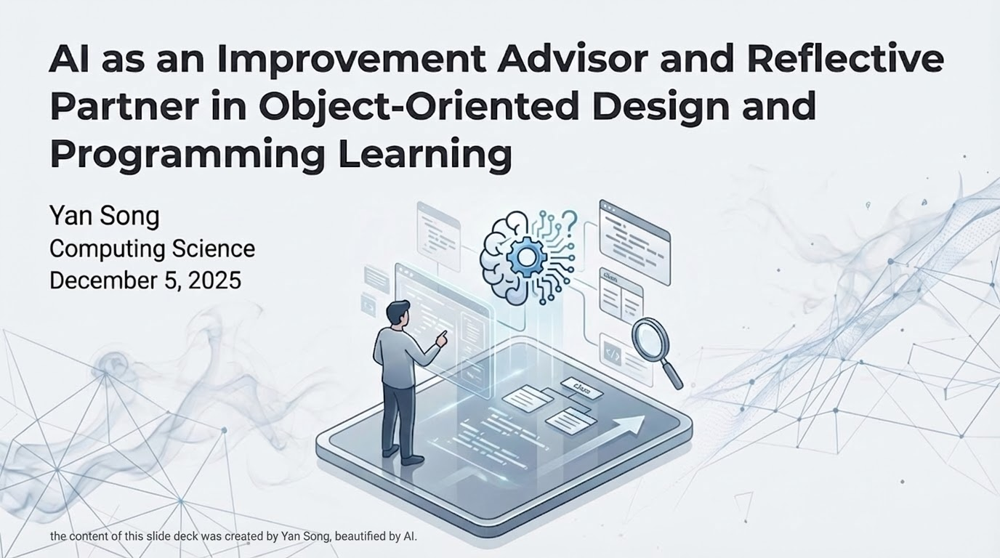 AI as an Improvement Advisor and Reflective
Partner in Object-Oriented Design and
Programming Learning
Yan Song
Computing Science
December 5, 2025
?
</>
the content of this slide deck was created by Yan Song, beautified by AI.